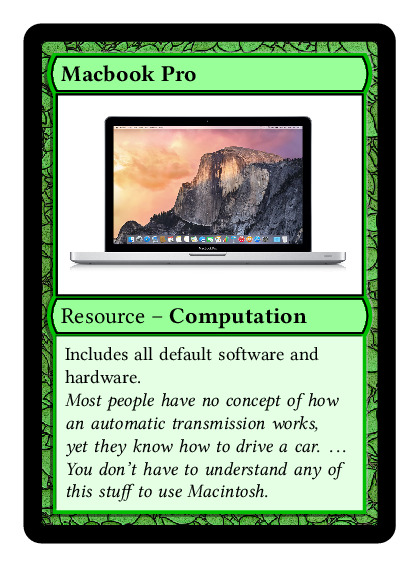 Macbook Pro
MacBook Pro
Resource – Computation
Includes all default software and
hardware.
Most people have no concept of how
an automatic transmission works,
yet they know how to drive a car. …
You don’t have to understand any of
this stuff to use Macintosh.